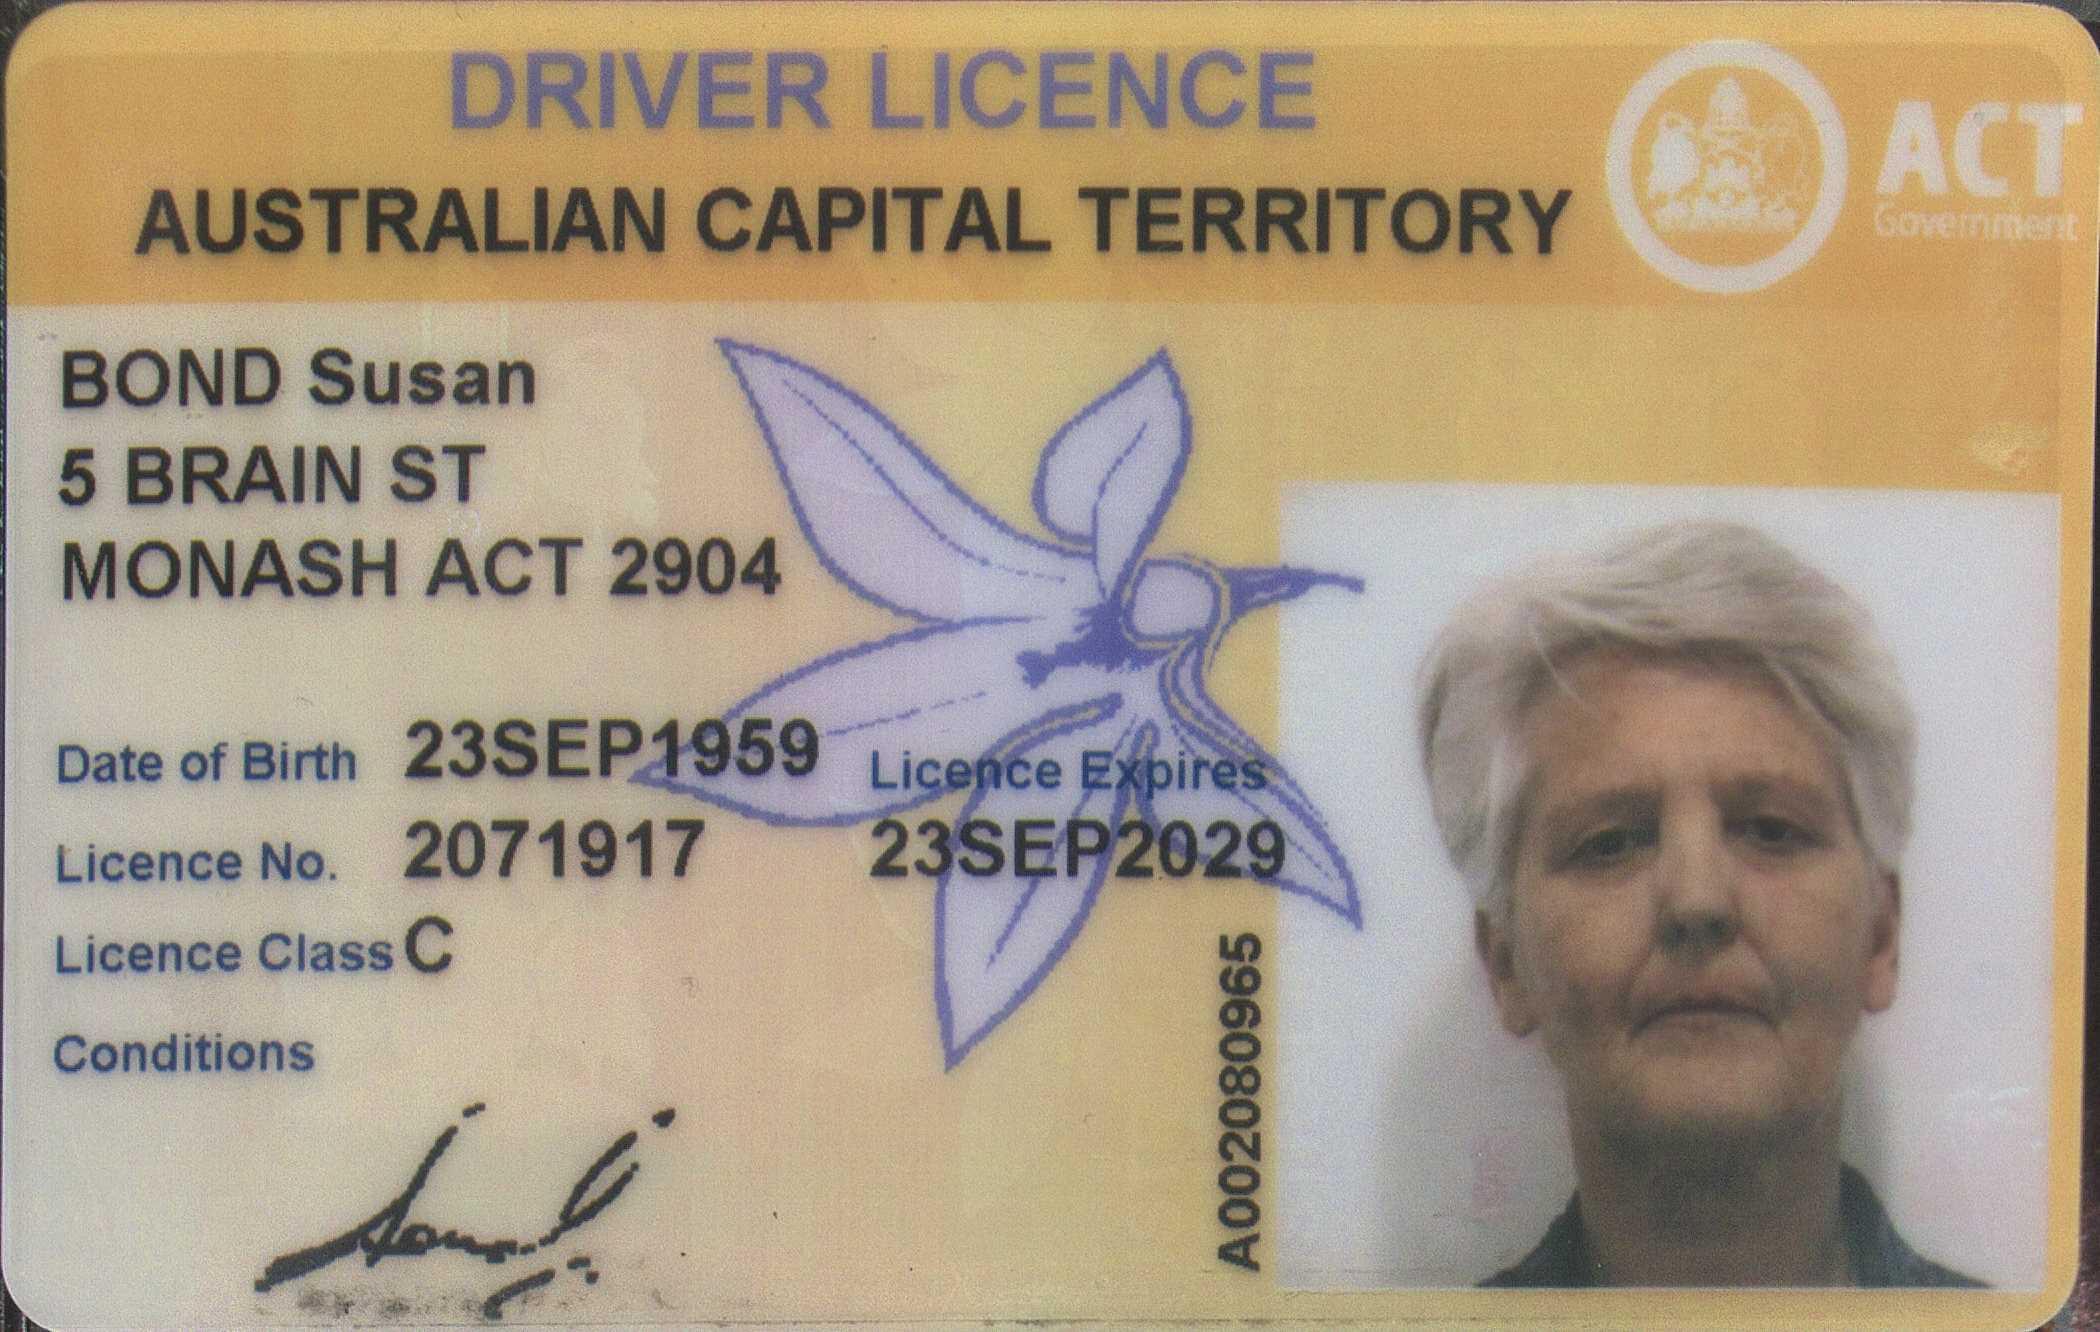 DRIVER LICENCE
AUSTRALIAN CAPITAL TERRITORY
ACT
Government
BOND Susan
5 BRAIN ST
MONASH ACT 2904
Date of Birth 23SEP1959
Licence Expires
Licence No. 2071917
23SEP2029
Licence Class C
Conditions
A002080965